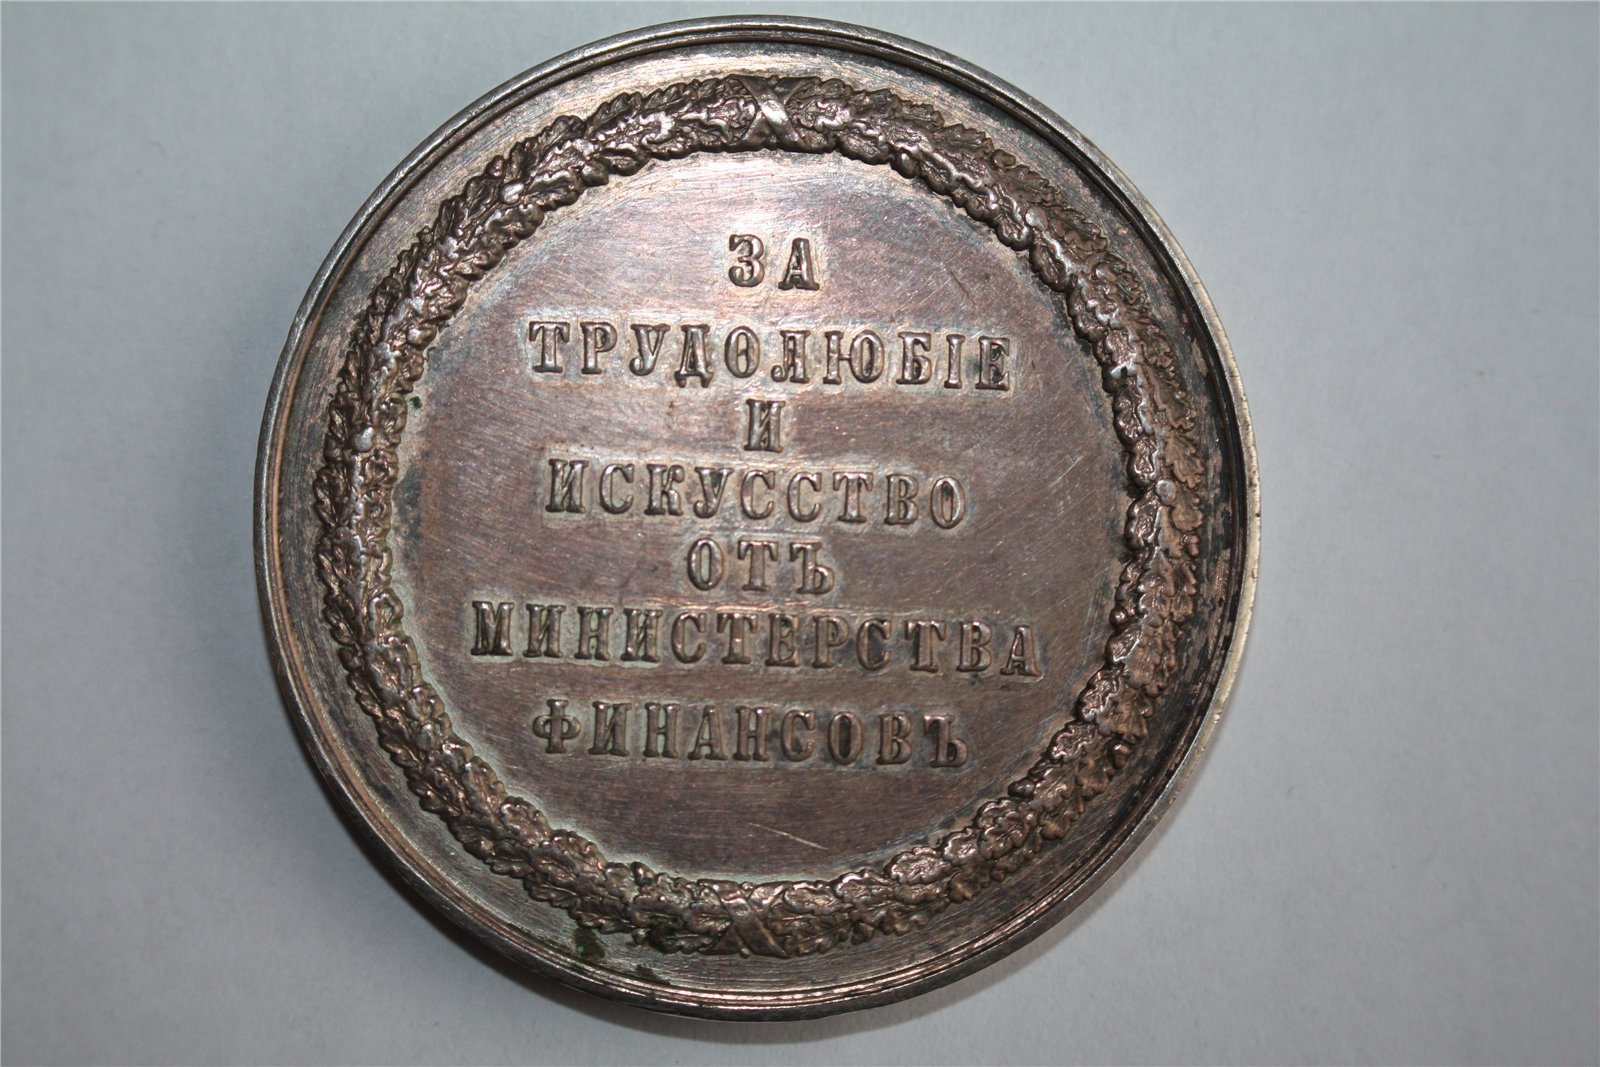 ЗА
ТРУДОЛЮБІЕ
И
ИСКУССТВО
ОТЪ
МИНИСТЕРСТВА
ФИНАНСОВЪ